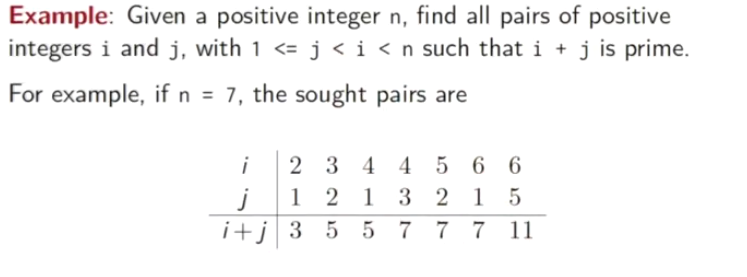 Example: Given a positive integer n, find all pairs of positive
integers i and j, with 1 <= j < i < n such that i + j is prime.
For example, if n = 7, the sought pairs are
i 2 3 4 4 5 6 6
j 1 2 1 3 2 1 5
i+j 3 5 5 7 7 7 11